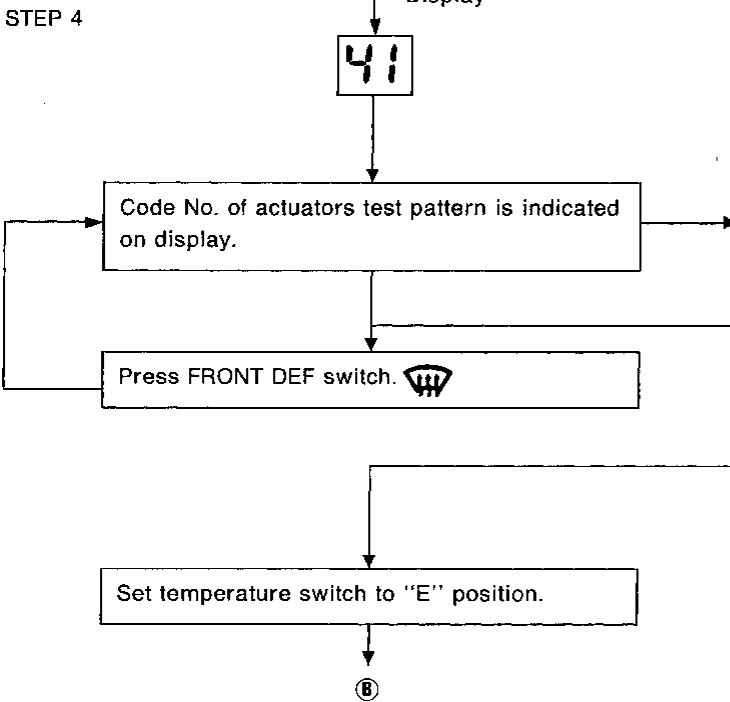 Display
STEP 4
41
Code No. of actuators test pattern is indicated
on display.
Press FRONT DEF switch.
Set temperature switch to “E” position.
B